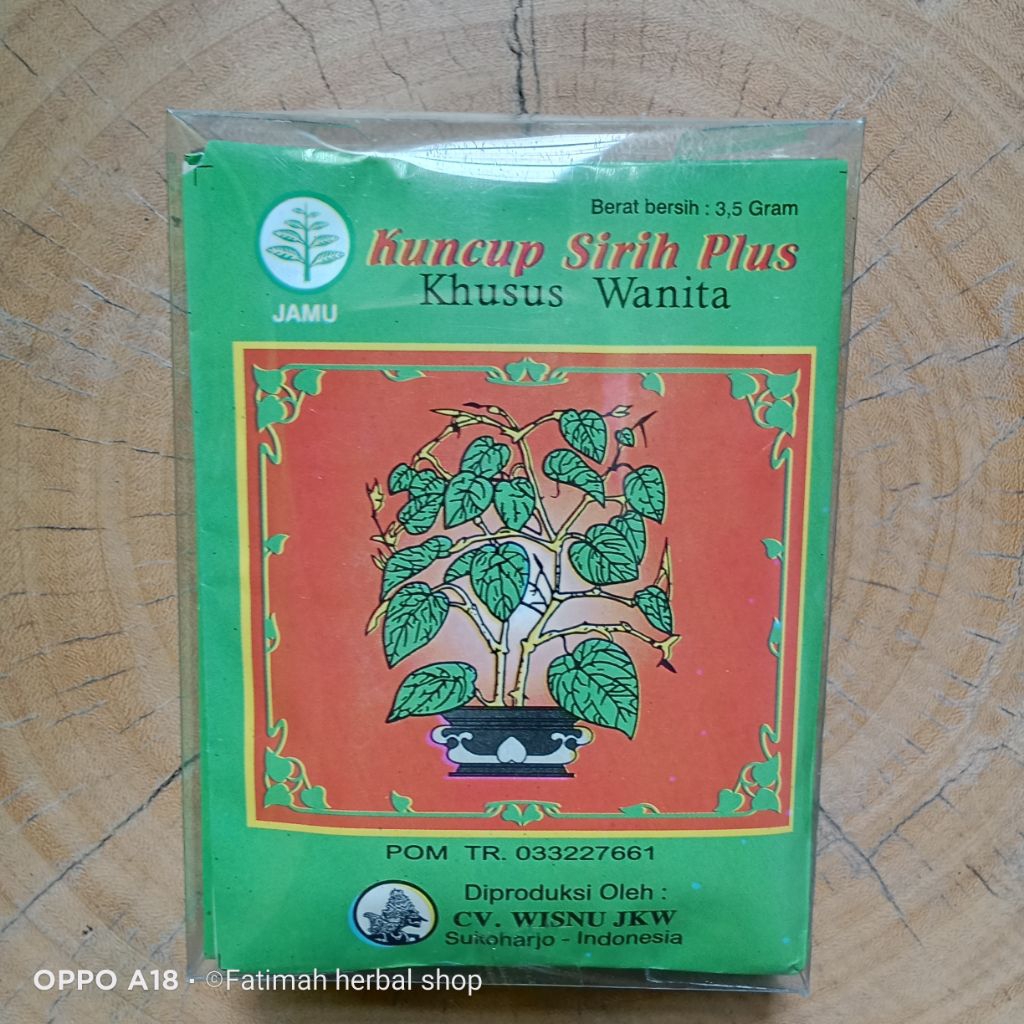 Berat bersih : 3,5 Gram
Kuncup Sirih Plus
Khusus Wanita
JAMU
POM TR. 033227661
Diproduksi Oleh :
CV. WISNU JKW
Sukoharjo - Indonesia
OPPO A18 · ©Fatimah herbal shop